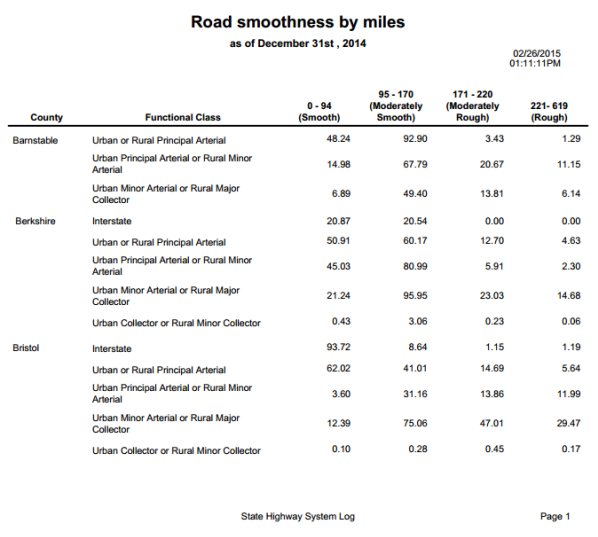 Road smoothness by miles
as of December 31st , 2014
02/26/2015
01:11:11PM
County Functional Class 0 - 94 (Smooth) 95 - 170 (Moderately Smooth) 171 - 220 (Moderately Rough) 221- 619 (Rough)
Barnstable Urban or Rural Principal Arterial 48.24 92.90 3.43 1.29
Urban Principal Arterial or Rural Minor Arterial 14.98 67.79 20.67 11.15
Urban Minor Arterial or Rural Major Collector 6.89 49.40 13.81 6.14
Berkshire Interstate 20.87 20.54 0.00 0.00
Urban or Rural Principal Arterial 50.91 60.17 12.70 4.63
Urban Principal Arterial or Rural Minor Arterial 45.03 80.99 5.91 2.30
Urban Minor Arterial or Rural Major Collector 21.24 95.95 23.03 14.68
Urban Collector or Rural Minor Collector 0.43 3.06 0.23 0.06
Bristol Interstate 93.72 8.64 1.15 1.19
Urban or Rural Principal Arterial 62.02 41.01 14.69 5.64
Urban Principal Arterial or Rural Minor Arterial 3.60 31.16 13.86 11.99
Urban Minor Arterial or Rural Major Collector 12.39 75.06 47.01 29.47
Urban Collector or Rural Minor Collector 0.10 0.28 0.45 0.17
State Highway System Log Page 1